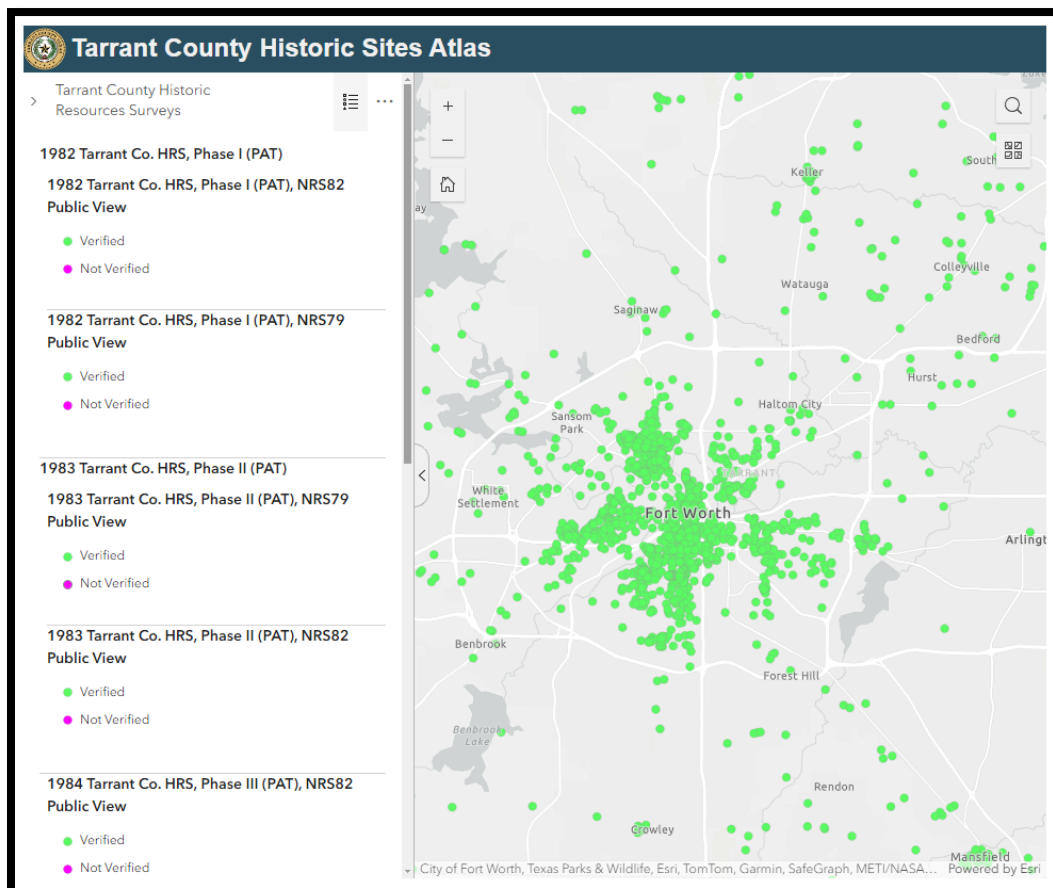 Tarrant County Historic Sites Atlas
Tarrant County Historic
Resources Surveys
1982 Tarrant Co. HRS, Phase I (PAT)
1982 Tarrant Co. HRS, Phase I (PAT), NRS82
Public View
Verified
Not Verified
1982 Tarrant Co. HRS, Phase I (PAT), NRS79
Public View
Verified
Not Verified
1983 Tarrant Co. HRS, Phase II (PAT)
1983 Tarrant Co. HRS, Phase II (PAT), NRS79
Public View
Verified
Not Verified
1983 Tarrant Co. HRS, Phase II (PAT), NRS82
Public View
Verified
Not Verified
1984 Tarrant Co. HRS, Phase III (PAT), NRS82
Public View
Verified
Not Verified
Lake
Keller
South
ay
Colleyville
Watauga
Saginaw
Bedford
Hurst
Haltom City
Sansom
Park
TARRANT
White
Settlement
Fort Worth
Arlingt
Benbrook
Forest Hill
Benbrook
Lake
Rendon
Crowley
Mansfield
City of Fort Worth, Texas Parks & Wildlife, Esri, TomTom, Garmin, SafeGraph, METI/NASA...
Powered by Esri